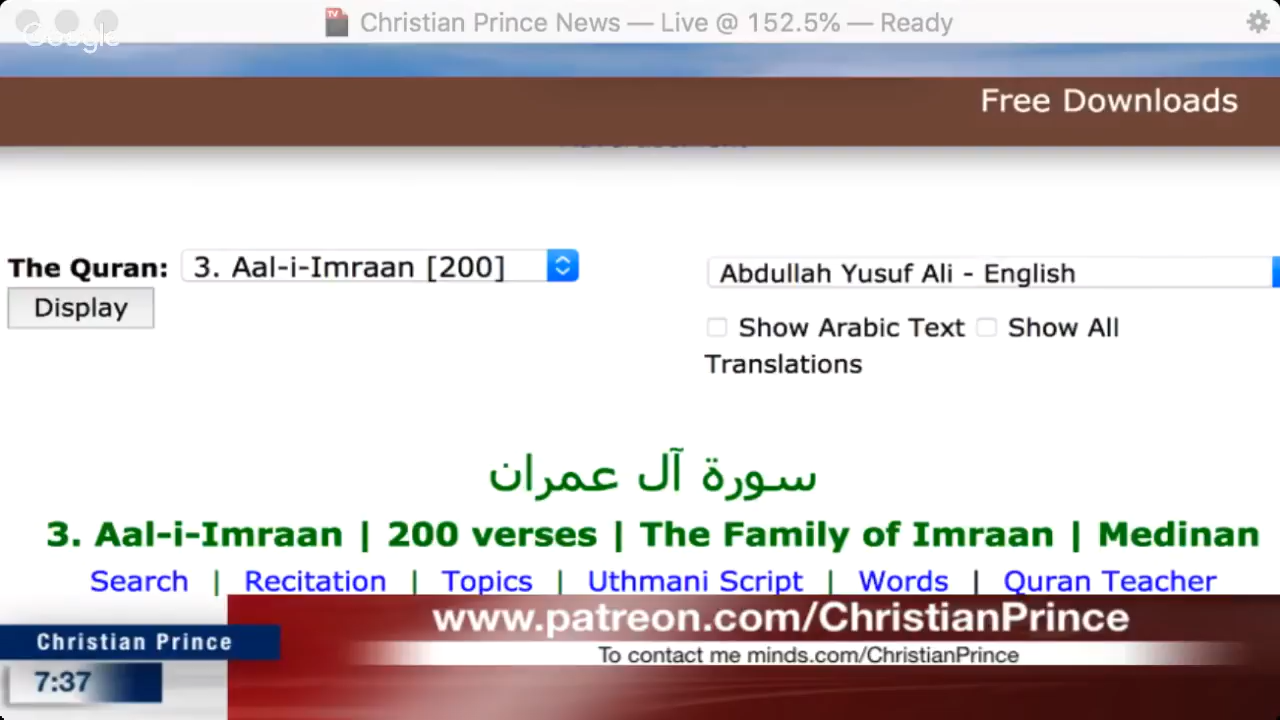 Christian Prince News — Live @ 152.5% — Ready
Google
Free Downloads
The Quran: 3. Aal-i-Imraan [200]
Display
Abdullah Yusuf Ali - English
Show Arabic Text Show All
Translations
سورة آل عمران
3. Aal-i-Imraan | 200 verses | The Family of Imraan | Medinan
Search | Recitation | Topics | Uthmani Script | Words | Quran Teacher
www.patreon.com/ChristianPrince
Christian Prince
To contact me minds.com/ChristianPrince
7:37